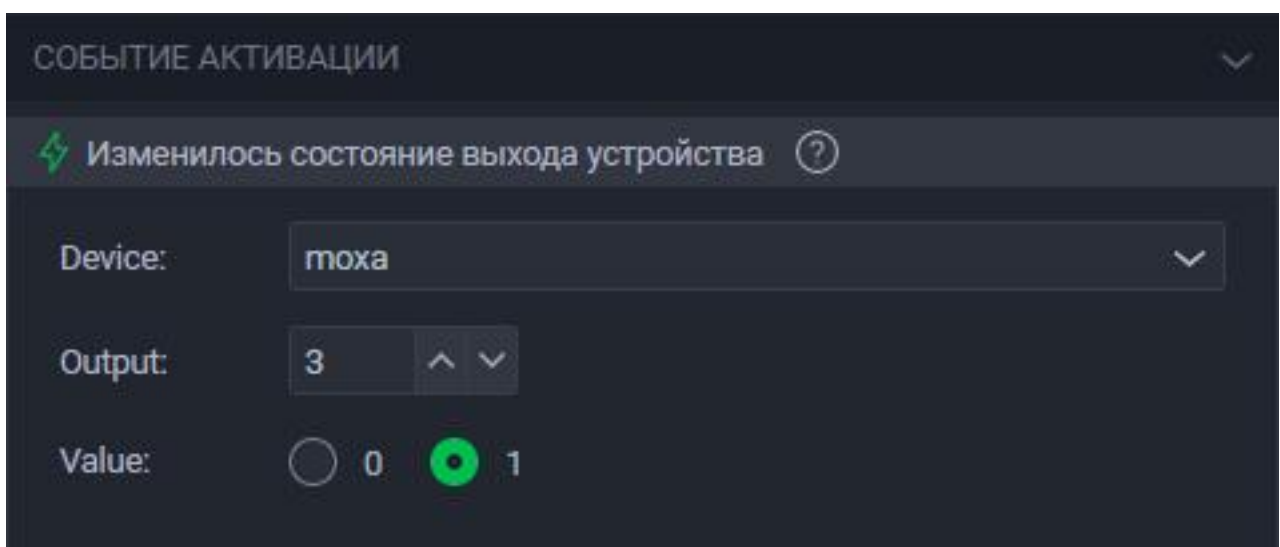 СОБЫТИЕ АКТИВАЦИИ
Изменилось состояние выхода устройства ?
Device: moxa
Output: 3
Value: 0 1